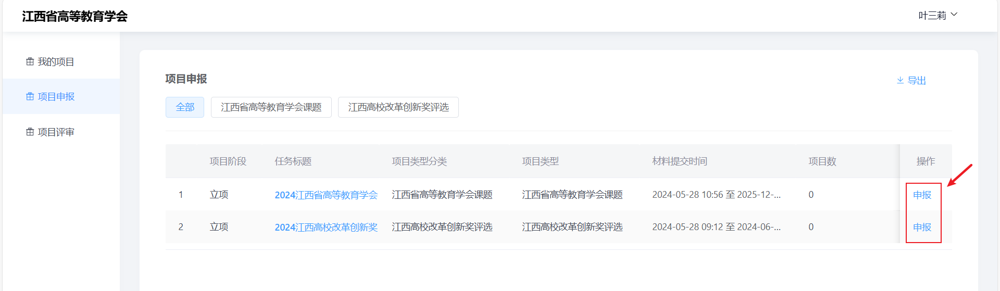 江西省高等教育学会
叶三莉
我的项目
项目申报
项目评审
项目申报
导出
全部 江西省高等教育学会课题 江西高校改革创新奖评选
项目阶段 任务标题 项目类型分类 项目类型 材料提交时间 项目数 操作
1 立项 2024江西省高等教育学会 江西省高等教育学会课题 江西省高等教育学会课题 2024-05-28 10:56 至 2025-12-... 0 申报
2 立项 2024江西高校改革创新奖 江西高校改革创新奖评选 江西高校改革创新奖评选 2024-05-28 09:12 至 2024-06-... 0 申报